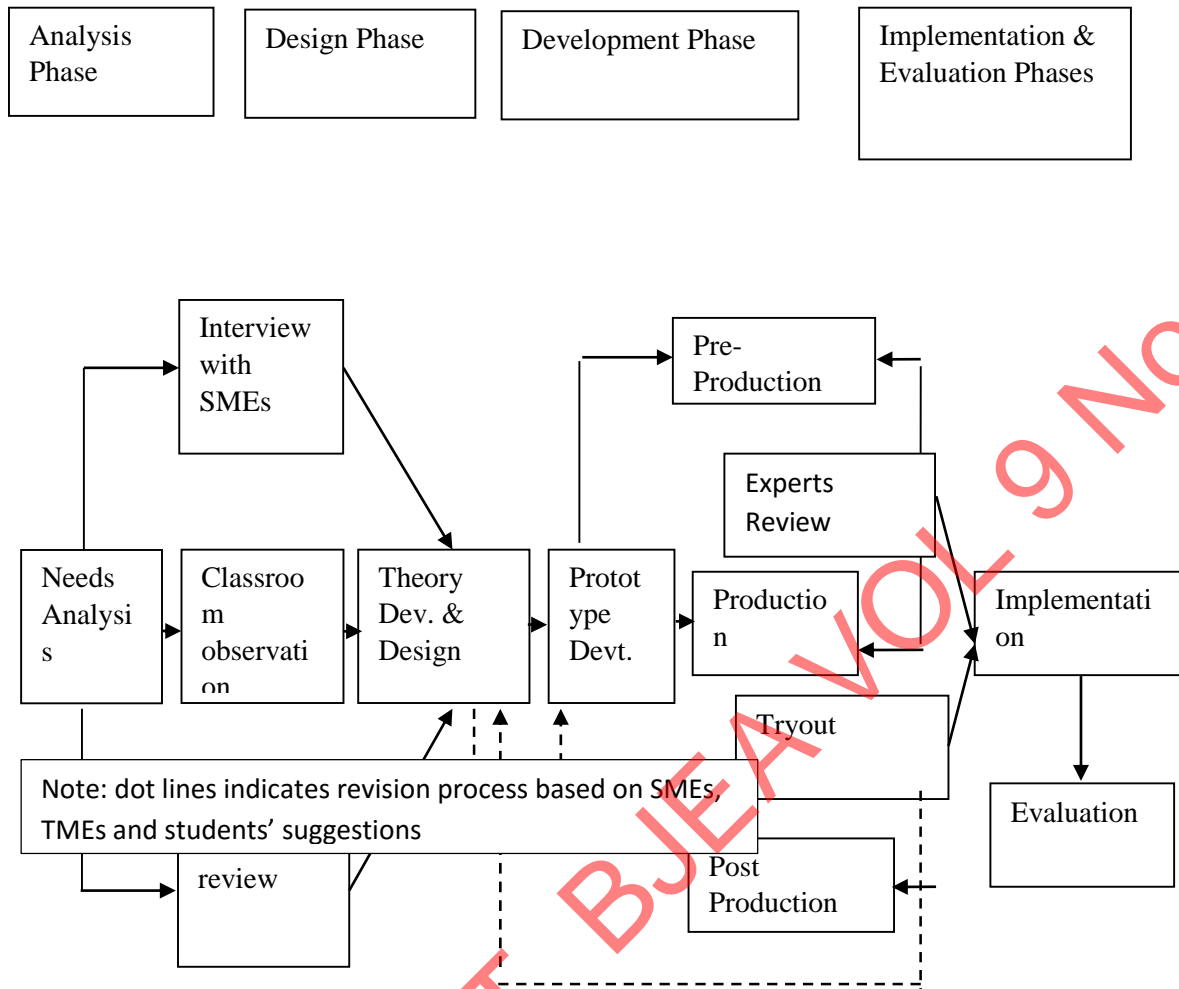 Analysis
Phase
Design Phase
Development Phase
Implementation &
Evaluation Phases
Interview
with
SMEs
Pre-
Production
Experts
Review
Needs
Analysi
s
Classroo
m
observati
on
Theory
Dev. &
Design
Protot
ype
Devt.
Productio
n
Implementati
on
Tryout
Note: dot lines indicates revision process based on SMEs,
TMEs and students’ suggestions
review
Post
Production
Evaluation
BJEA VOL 9 No